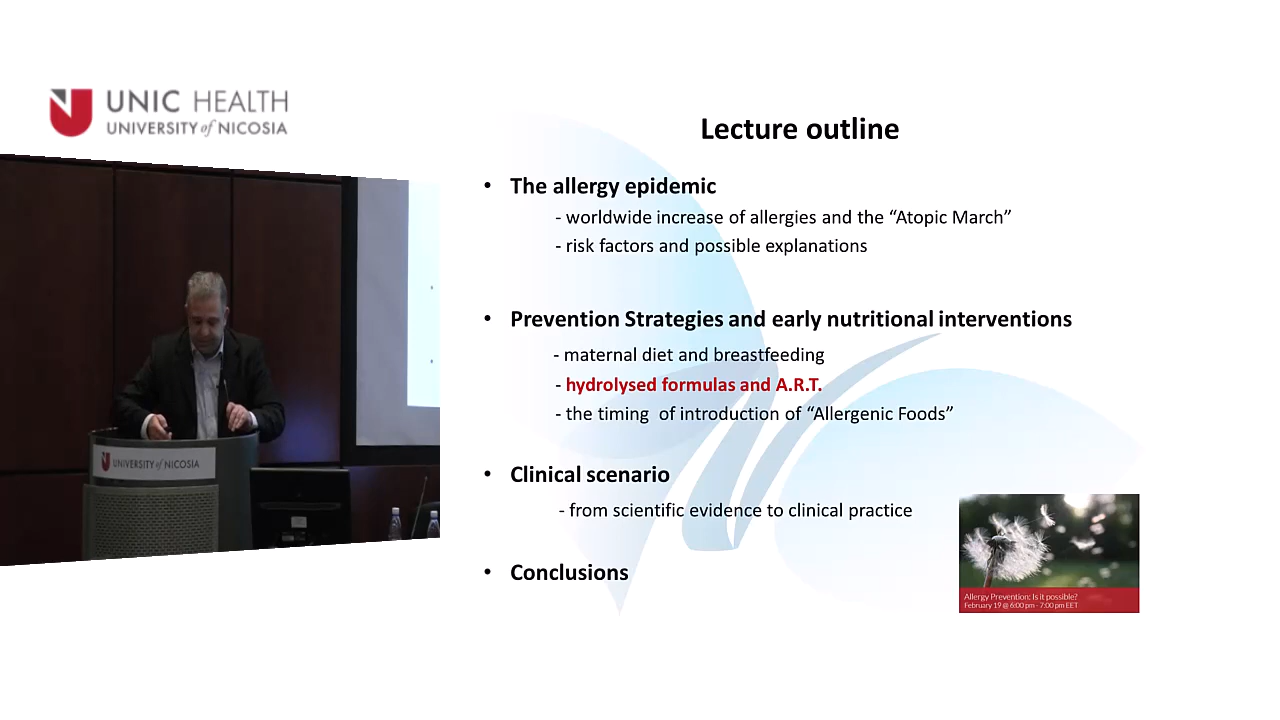 UNIC HEALTH
UNIVERSITY of NICOSIA
Lecture outline
• The allergy epidemic
- worldwide increase of allergies and the “Atopic March”
- risk factors and possible explanations
• Prevention Strategies and early nutritional interventions
- maternal diet and breastfeeding
- hydrolysed formulas and A.R.T.
- the timing of introduction of “Allergenic Foods”
• Clinical scenario
- from scientific evidence to clinical practice
• Conclusions
UNIVERSITY of NICOSIA
Allergy Prevention: Is it possible?
February 19 @ 6:00 pm - 7:00 pm EET